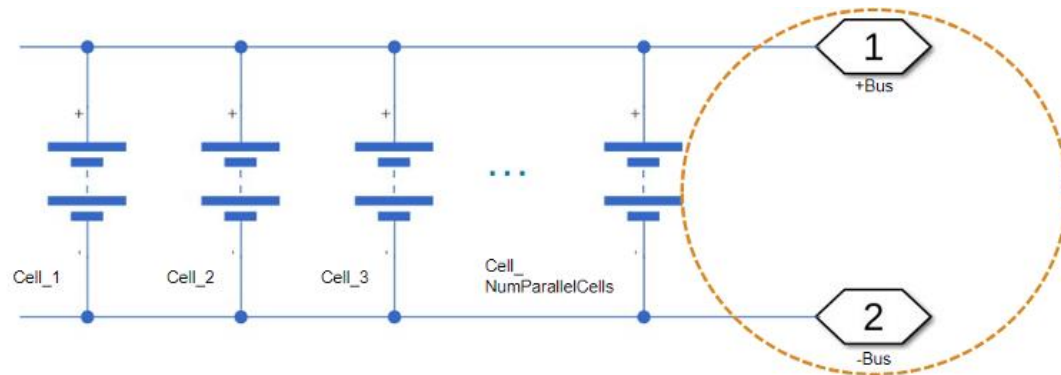 1
+Bus
+
+
+
+
...
-
-
-
-
Cell_1
Cell_2
Cell_3
Cell_
NumParallelCells
2
-Bus